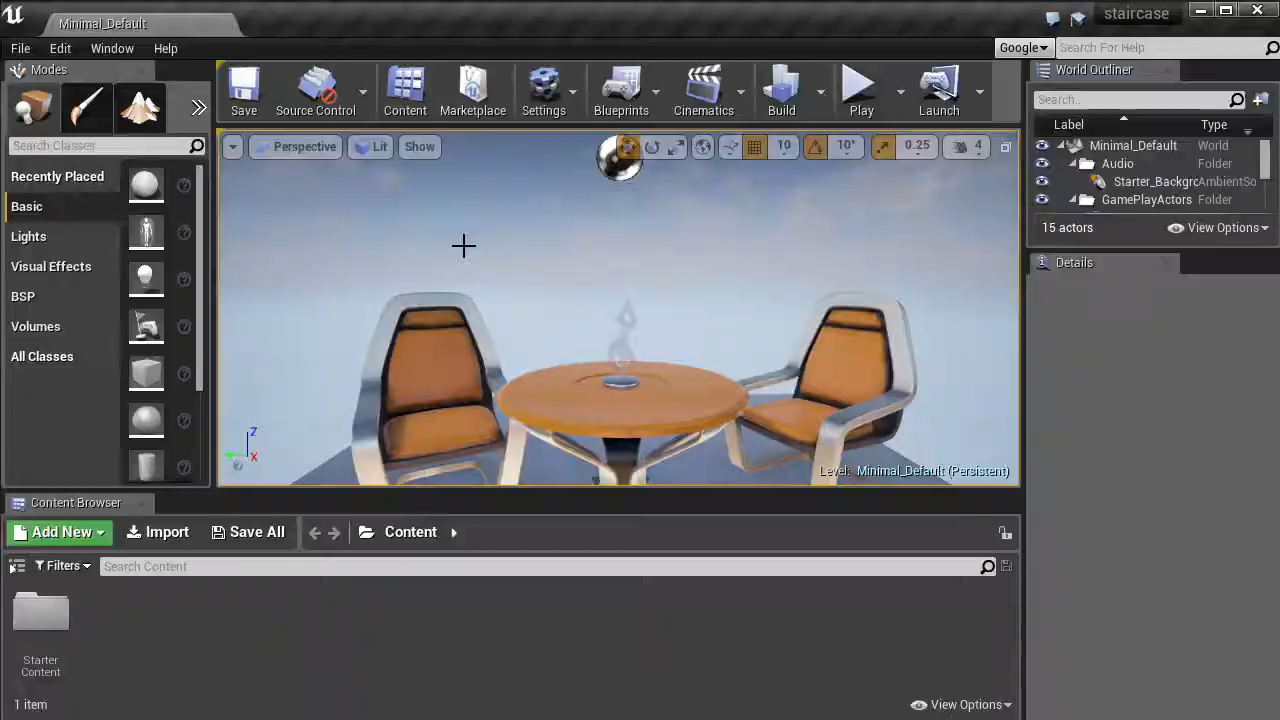 Minimal_Default
staircase
File Edit Window Help
Google
Search For Help
Modes
Search Classes
Recently Placed
Basic
Lights
Visual Effects
BSP
Volumes
All Classes
Save
Source Control
Content
Marketplace
Settings
Blueprints
Cinematics
Build
Play
Launch
Perspective
Lit
Show
10
10°
0.25
4
Z
X
Level: Minimal_Default (Persistent)
World Outliner
Search..
Label Type
Minimal_Default World
Audio Folder
Starter_Backgrc AmbientSo
GamePlayActors Folder
15 actors
View Options
Details
Content Browser
Add New
Import
Save All
Content
Filters
Search Content
Starter
Content
1 item
View Options